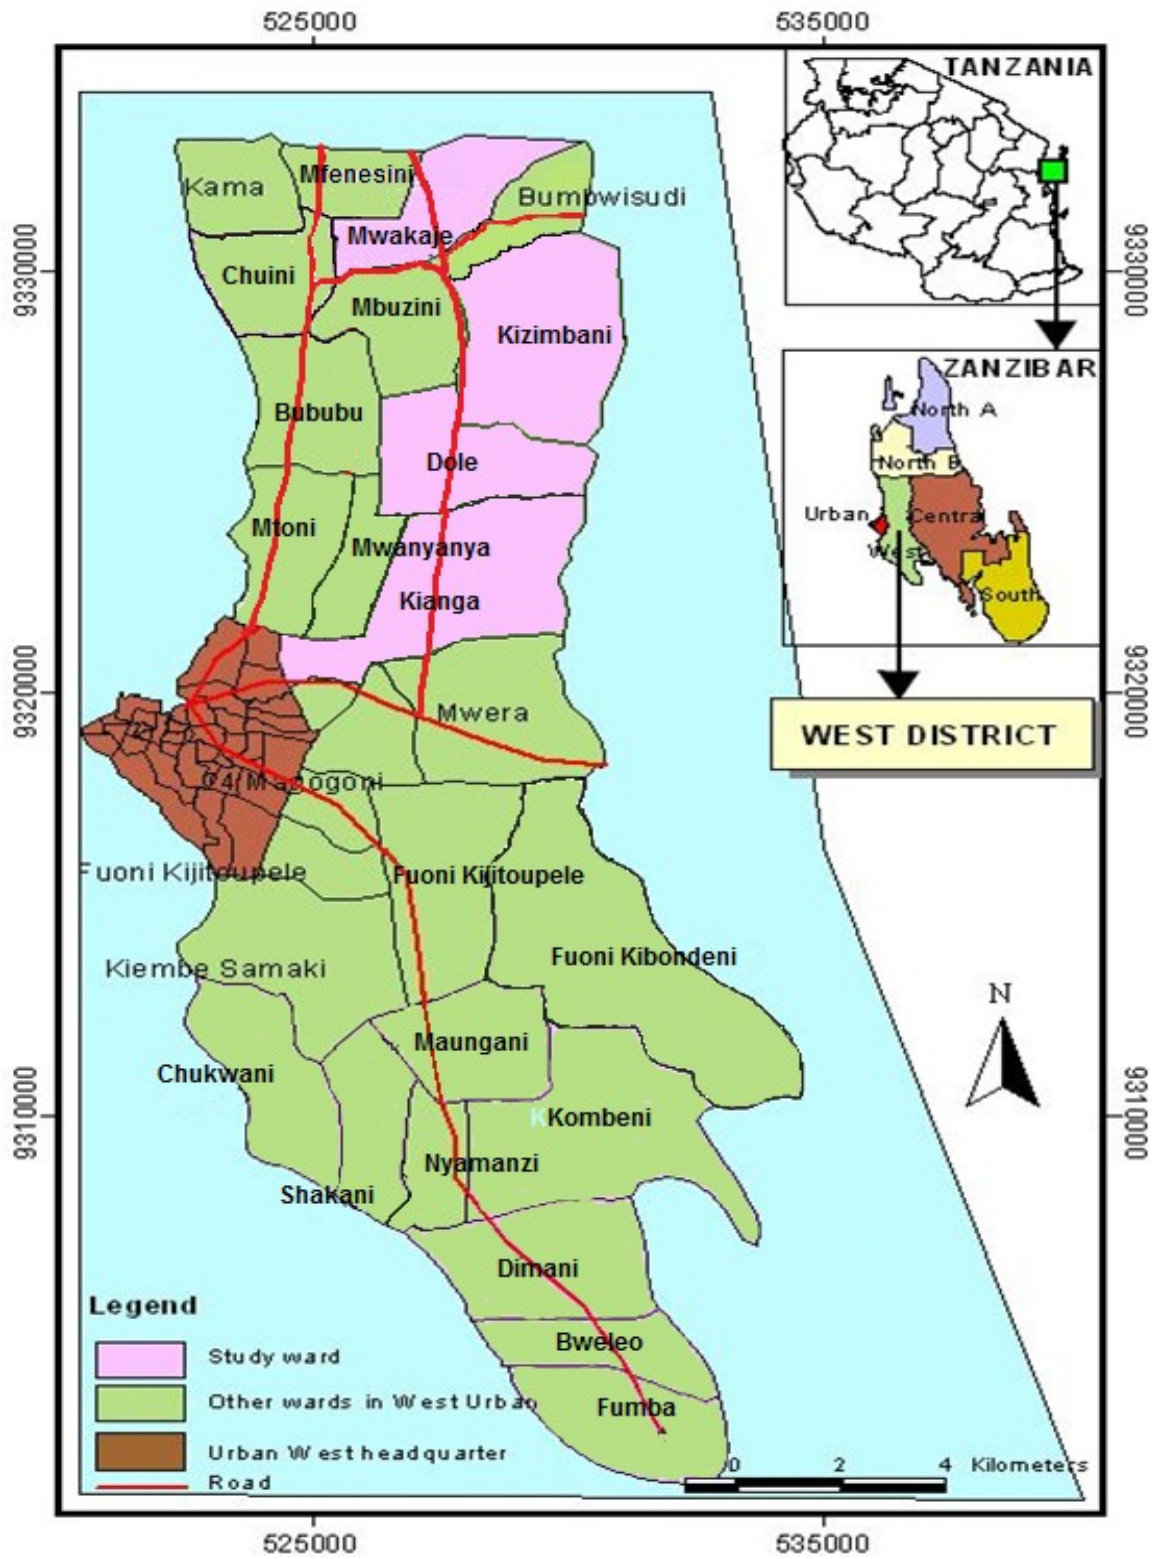 525000
535000
TANZANIA
Kama
Mfenesini
Bumbwisudi
Mwakaje
9330000
9330000
Chuini
Mbuzini
Kizimbani
ZANZIBAR
North A
North B
Urban
Central
West
South
Bububu
Dole
Mtoni
Mwanyanya
Kianga
9320000
9320000
Mwera
WEST DISTRICT
Magogoni
Fuoni Kijitoupele
Fuoni Kijitoupele
Fuoni Kibondeni
Kiembe Samaki
N
Maungani
Chukwani
9310000
9310000
KKombeni
Nyamanzi
Shakani
Dimani
Bweleo
Fumba
Legend
Study ward
Other wards in West Urban
Urban West headquarter
Road
0 2 4 Kilometers
525000
535000